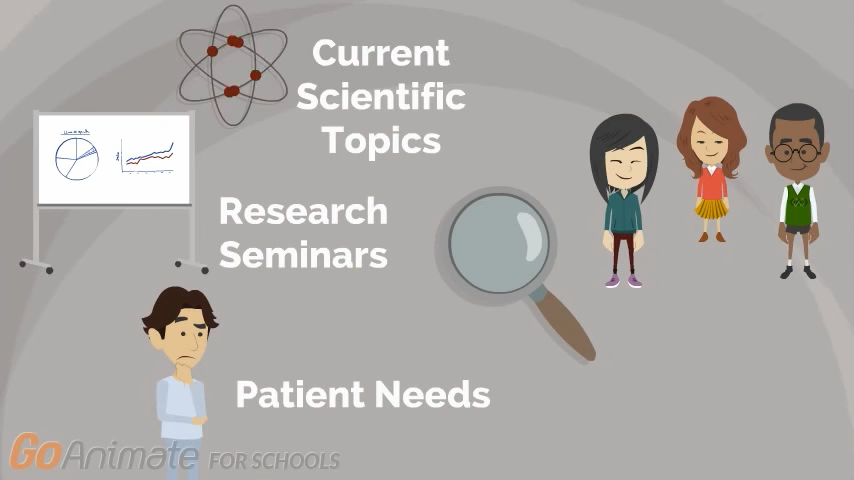 Current
Scientific
Topics
Research
Seminars
Patient Needs
GoAnimate FOR SCHOOLS